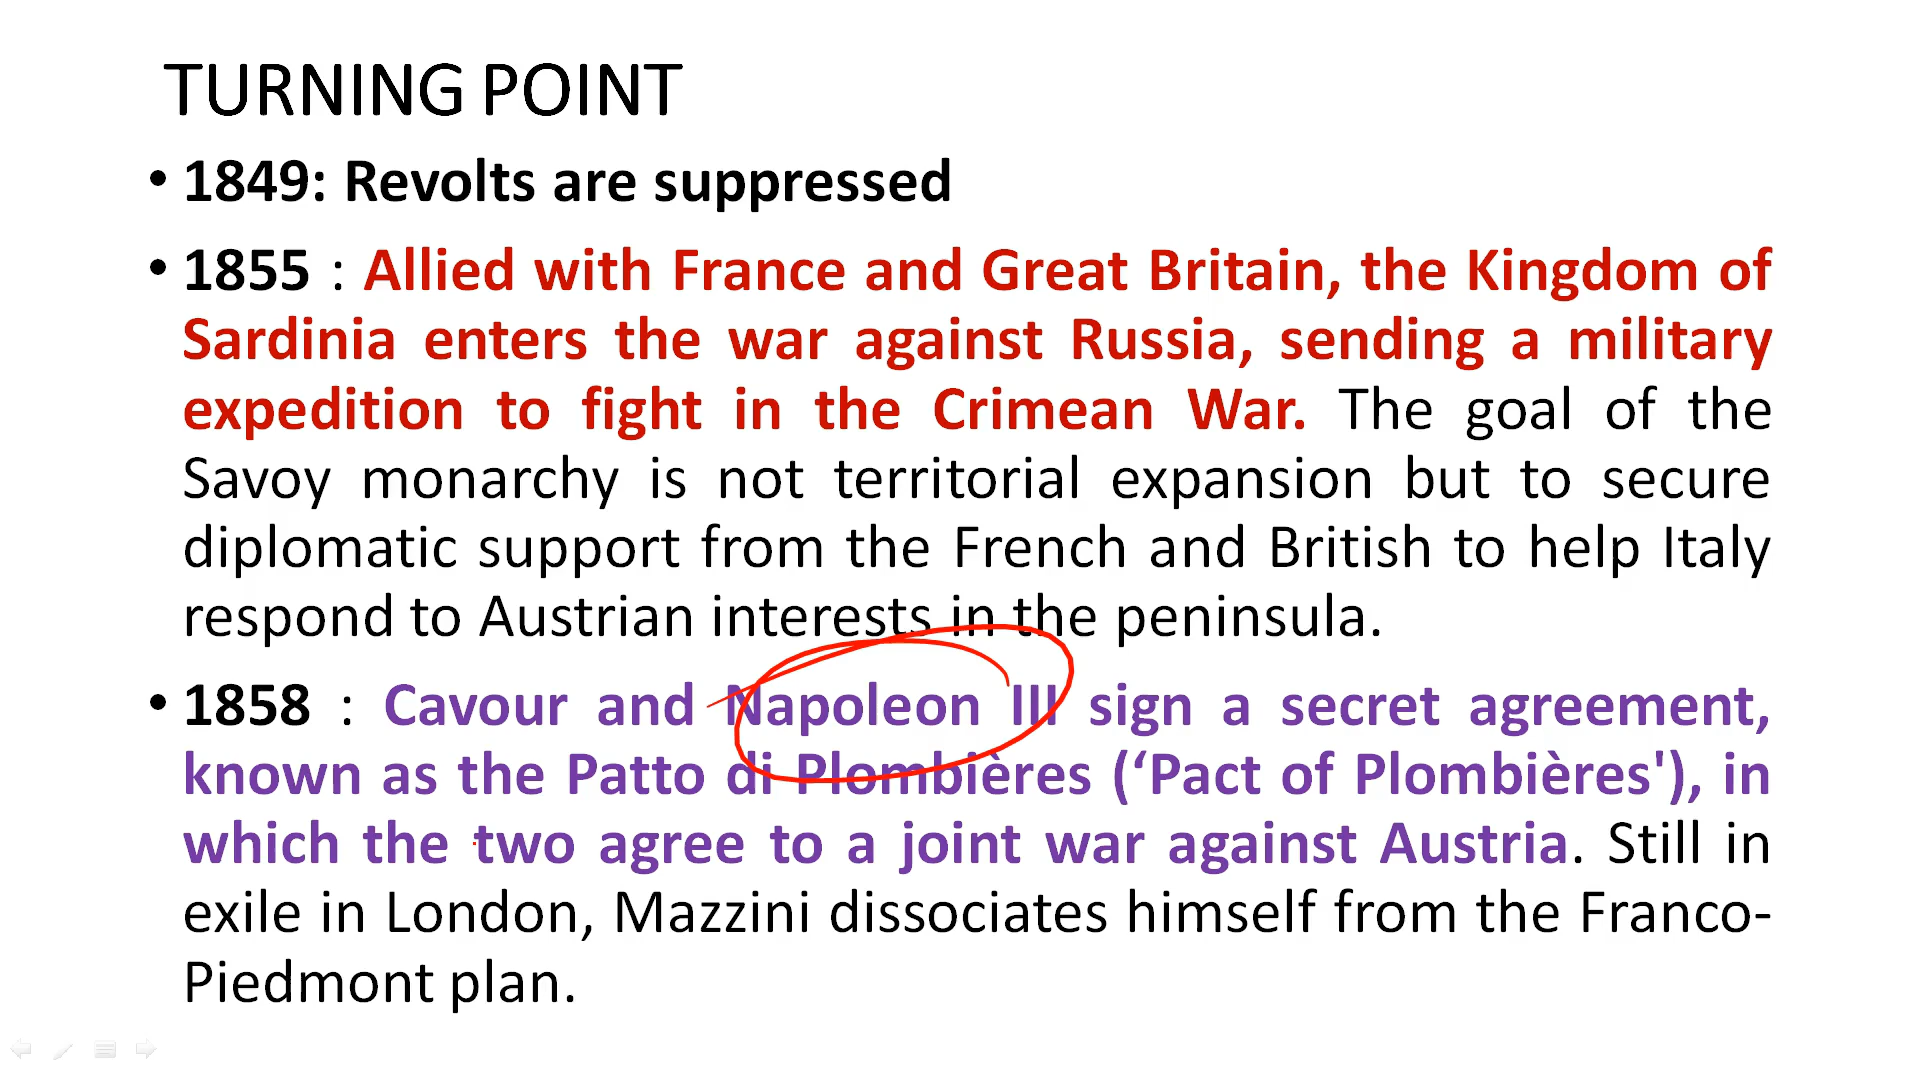 TURNING POINT
• 1849: Revolts are suppressed
• 1855 : Allied with France and Great Britain, the Kingdom of
Sardinia enters the war against Russia, sending a military
expedition to fight in the Crimean War. The goal of the
Savoy monarchy is not territorial expansion but to secure
diplomatic support from the French and British to help Italy
respond to Austrian interests in the peninsula.
• 1858 : Cavour and Napoleon III sign a secret agreement,
known as the Patto di Plombières (‘Pact of Plombières'), in
which the two agree to a joint war against Austria. Still in
exile in London, Mazzini dissociates himself from the Franco-
Piedmont plan.